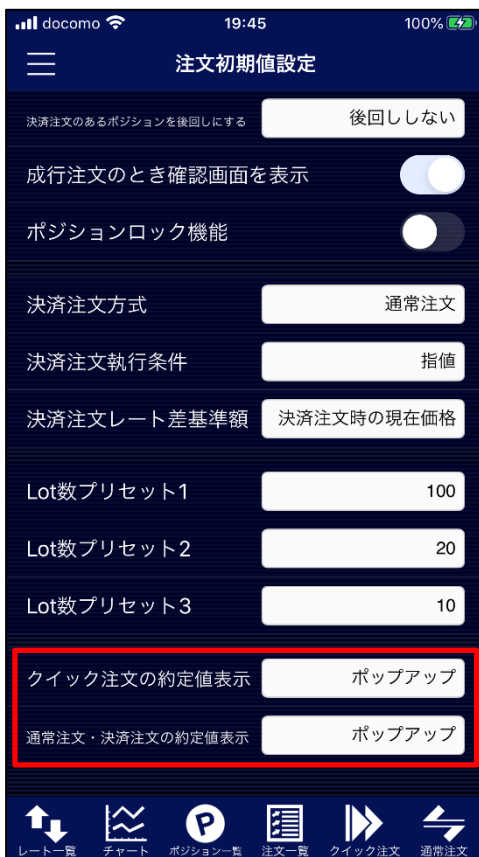 docomo 19:45 100%
注文初期値設定
決済注文のあるポジションを後回しにする 後回ししない
成行注文のとき確認画面を表示
ポジションロック機能
決済注文方式 通常注文
決済注文執行条件 指値
決済注文レート差基準額 決済注文時の現在価格
Lot数プリセット1 100
Lot数プリセット2 20
Lot数プリセット3 10
クイック注文の約定値表示 ポップアップ
通常注文・決済注文の約定値表示 ポップアップ
P
レート一覧 チャート ポジション一覧 注文一覧 クイック注文 通常注文